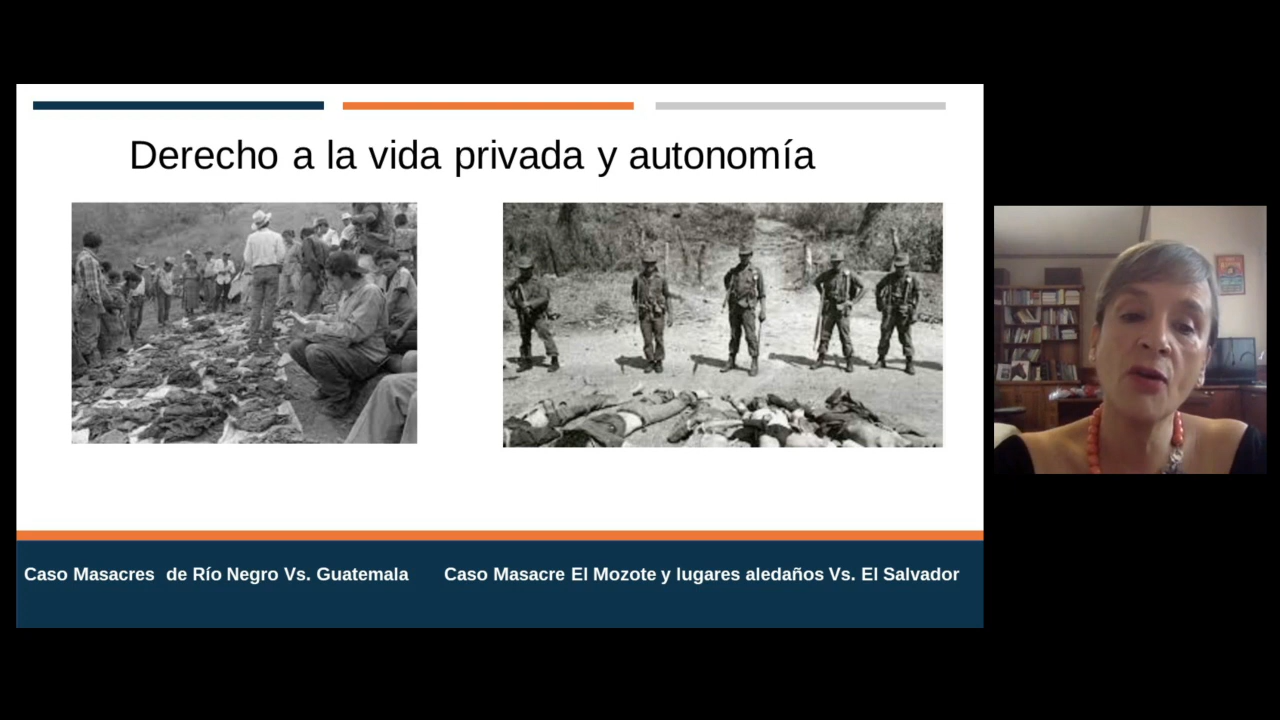 Derecho a la vida privada y autonomía
Caso Masacres de Río Negro Vs. Guatemala
Caso Masacre El Mozote y lugares aledaños Vs. El Salvador